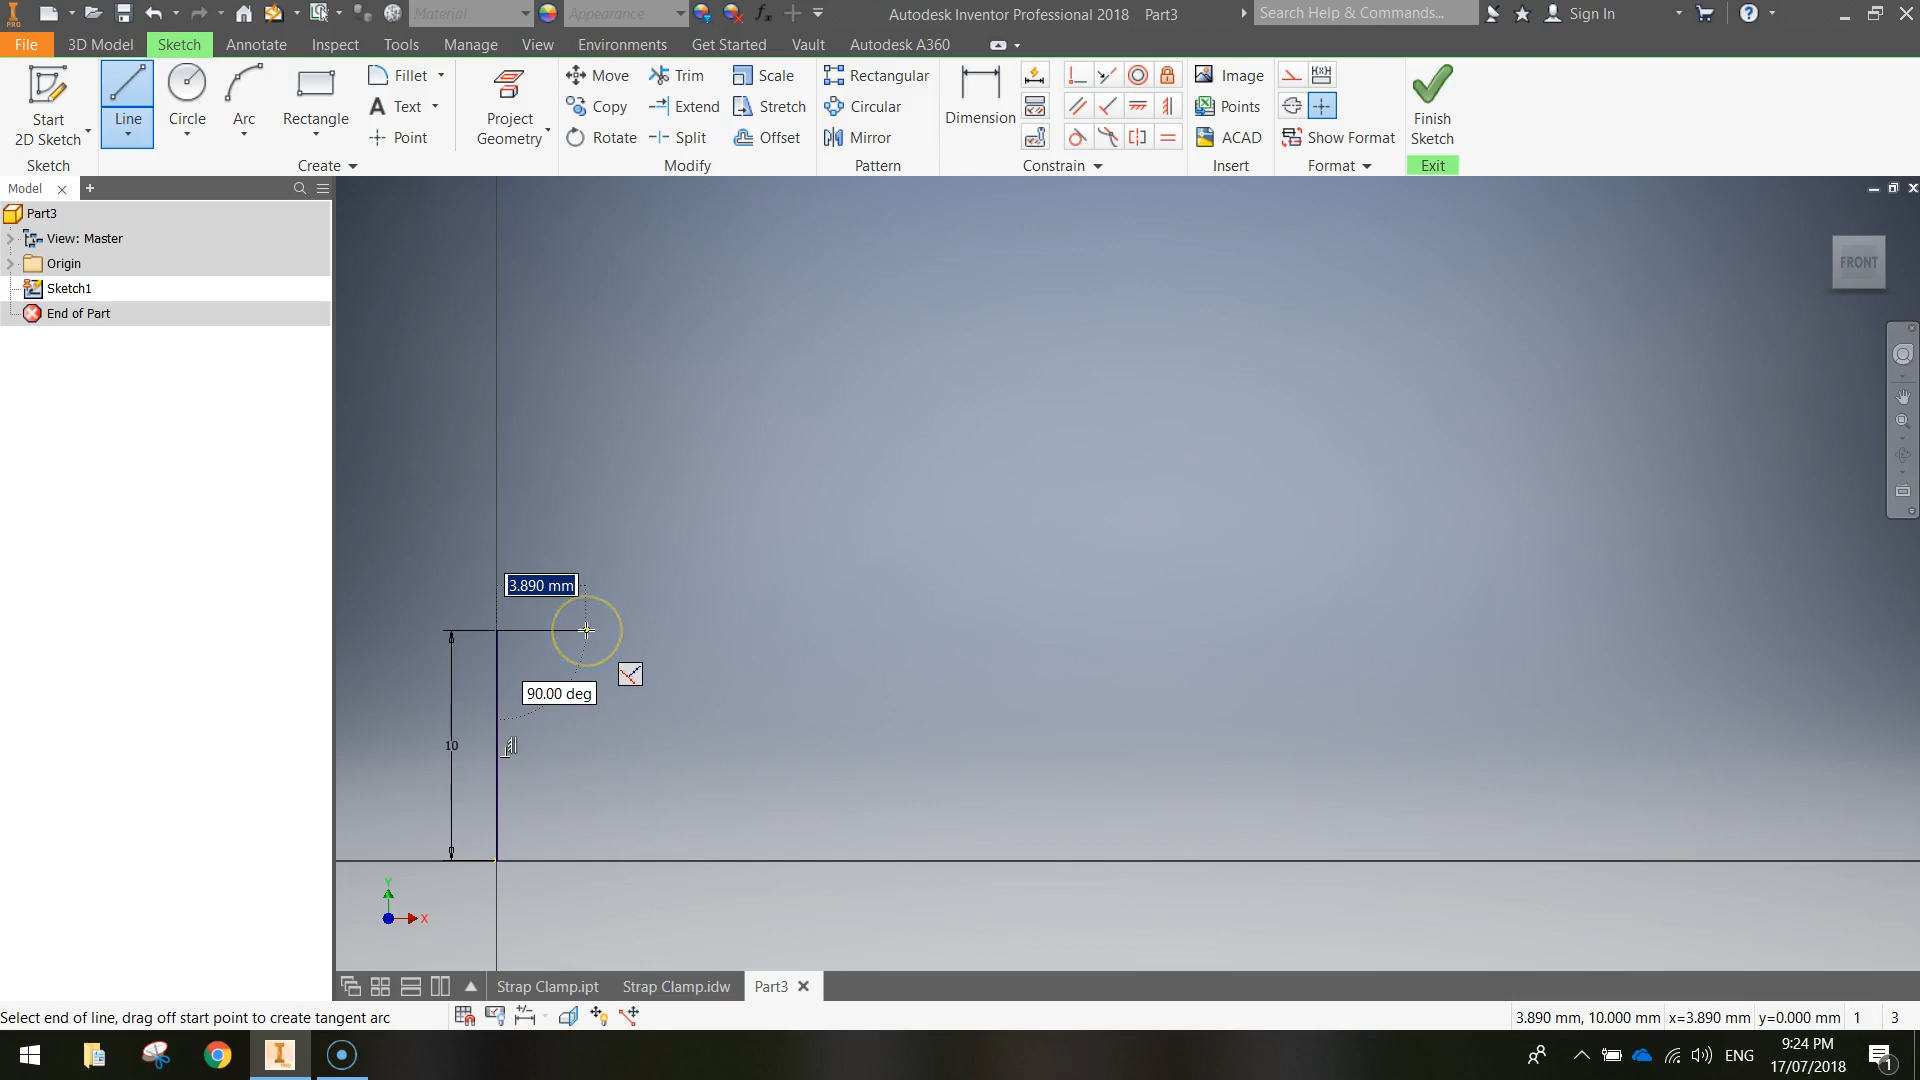 PRO
Material
Appearance
fx
Autodesk Inventor Professional 2018 Part3
Search Help & Commands...
Sign In
File
3D Model
Sketch
Annotate
Inspect
Tools
Manage
View
Environments
Get Started
Vault
Autodesk A360
Start
2D Sketch
Sketch
Line
Circle
Arc
Rectangle
Fillet
Text
Point
Create
Project
Geometry
Move
Copy
Rotate
Trim
Extend
Split
Scale
Stretch
Offset
Modify
Rectangular
Circular
Mirror
Pattern
Dimension
Constrain
Image
Points
ACAD
Insert
Show Format
Format
Finish
Sketch
Exit
Model
Part3
View: Master
Origin
Sketch1
End of Part
FRONT
3.890 mm
90.00 deg
10
Y
X
Strap Clamp.ipt
Strap Clamp.idw
Part3
Select end of line, drag off start point to create tangent arc
3.890 mm, 10.000 mm x=3.890 mm y=0.000 mm 1 3
ENG
9:24 PM
17/07/2018
1